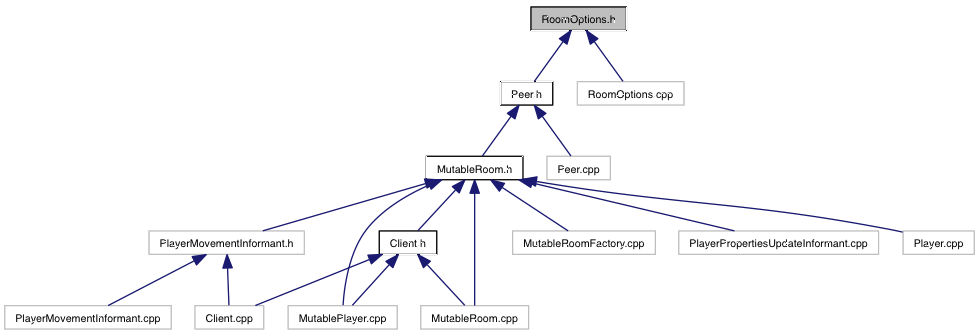 RoomOptions.h
Peer.h
RoomOptions.cpp
MutableRoom.h
Peer.cpp
PlayerMovementInformant.h
Client.h
MutableRoomFactory.cpp
PlayerPropertiesUpdateInformant.cpp
Player.cpp
PlayerMovementInformant.cpp
Client.cpp
MutablePlayer.cpp
MutableRoom.cpp